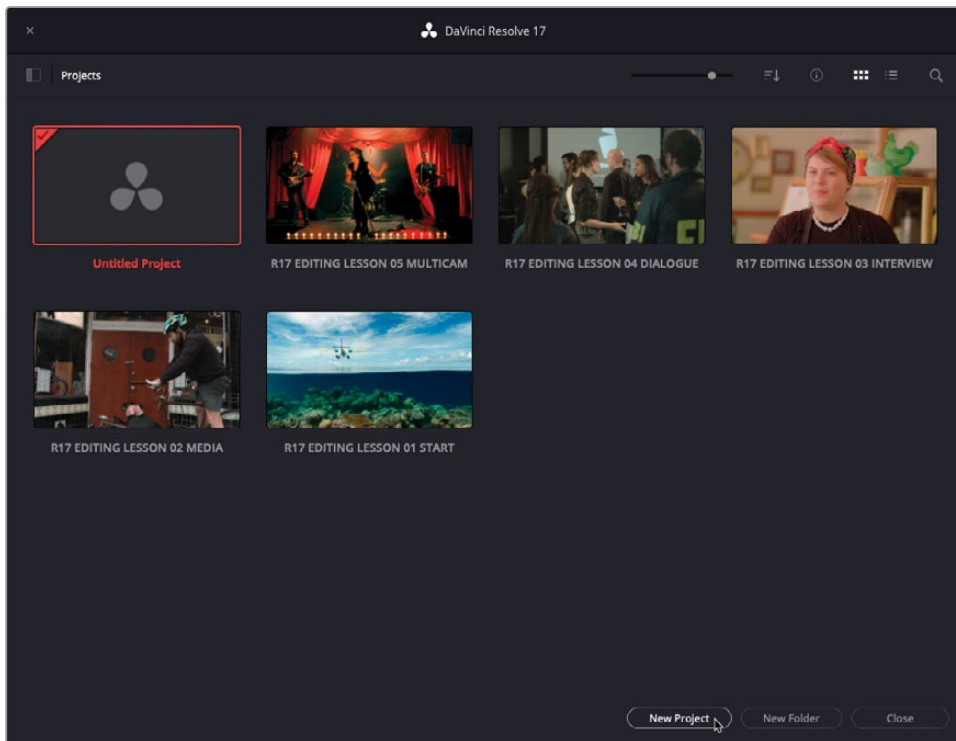 DaVinci Resolve 17
Projects
Untitled Project
R17 EDITING LESSON 05 MULTICAM
R17 EDITING LESSON 04 DIALOGUE
R17 EDITING LESSON 03 INTERVIEW
R17 EDITING LESSON 02 MEDIA
R17 EDITING LESSON 01 START
New Project
New Folder
Close